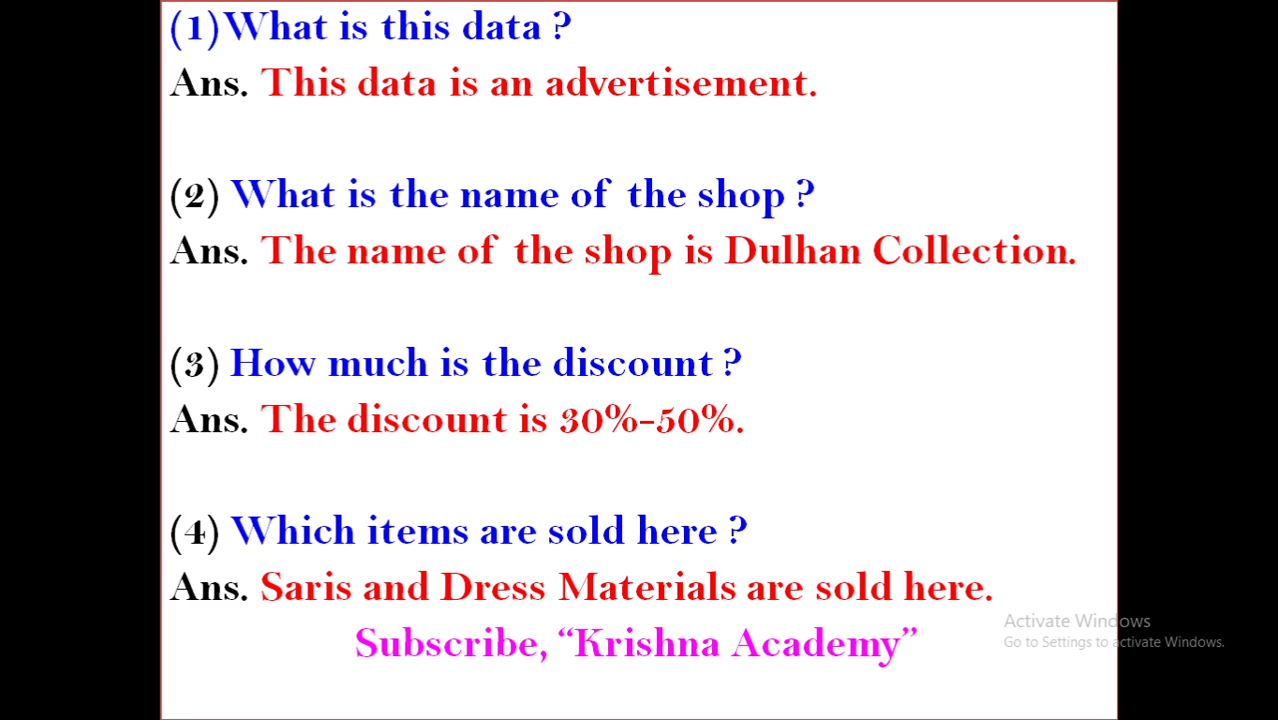 (1)What is this data ?
Ans. This data is an advertisement.
(2) What is the name of the shop ?
Ans. The name of the shop is Dulhan Collection.
(3) How much is the discount ?
Ans. The discount is 30%-50%.
(4) Which items are sold here ?
Ans. Saris and Dress Materials are sold here.
Subscribe, “Krishna Academy”
Activate Windows
Go to Settings to activate Windows.